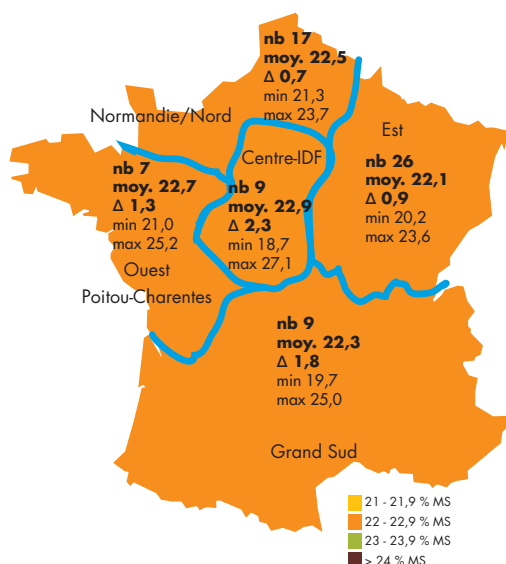 nb 17
moy. 22,5
Δ 0,7
min 21,3
max 23,7
Normandie/Nord
Est
nb 26
moy. 22,1
Δ 0,9
min 20,2
max 23,6
Centre-IDF
nb 9
moy. 22,9
Δ 2,3
min 18,7
max 27,1
nb 7
moy. 22,7
Δ 1,3
min 21,0
max 25,2
Ouest
Poitou-Charentes
nb 9
moy. 22,3
Δ 1,8
min 19,7
max 25,0
Grand Sud
21 - 21,9 % MS
22 - 22,9 % MS
23 - 23,9 % MS
> 24 % MS